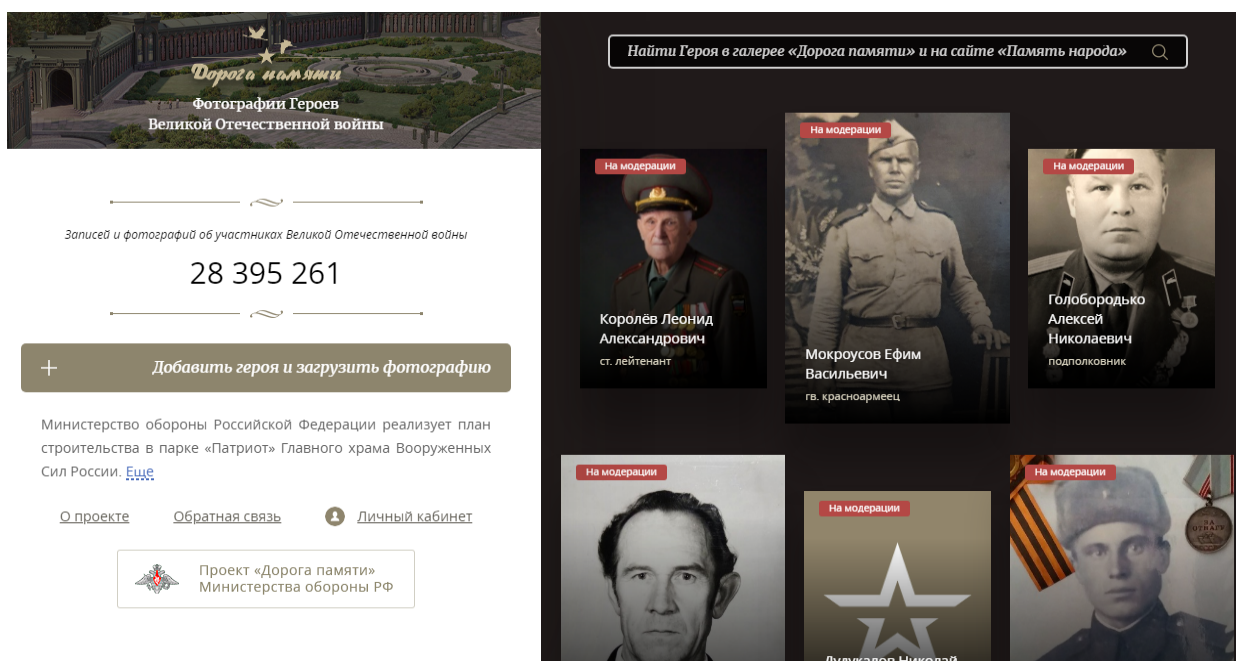 Дорога памяти
Фотографии Героев
Великой Отечественной войны
Записей и фотографий об участниках Великой Отечественной войны
28 395 261
Добавить героя и загрузить фотографию
Министерство обороны Российской Федерации реализует план
строительства в парке «Патриот» Главного храма Вооруженных
Сил России. Еще
О проекте
Обратная связь
Личный кабинет
Проект «Дорога памяти»
Министерства обороны РФ
Найти Героя в галерее «Дорога памяти» и на сайте «Память народа»
На модерации
Королёв Леонид
Александрович
ст. лейтенант
На модерации
Мокроусов Ефим
Васильевич
гв. красноармеец
На модерации
Голобородько
Алексей
Николаевич
подполковник
На модерации
На модерации
Дудукалов Николай
На модерации
ЗА
ОТВАГУ